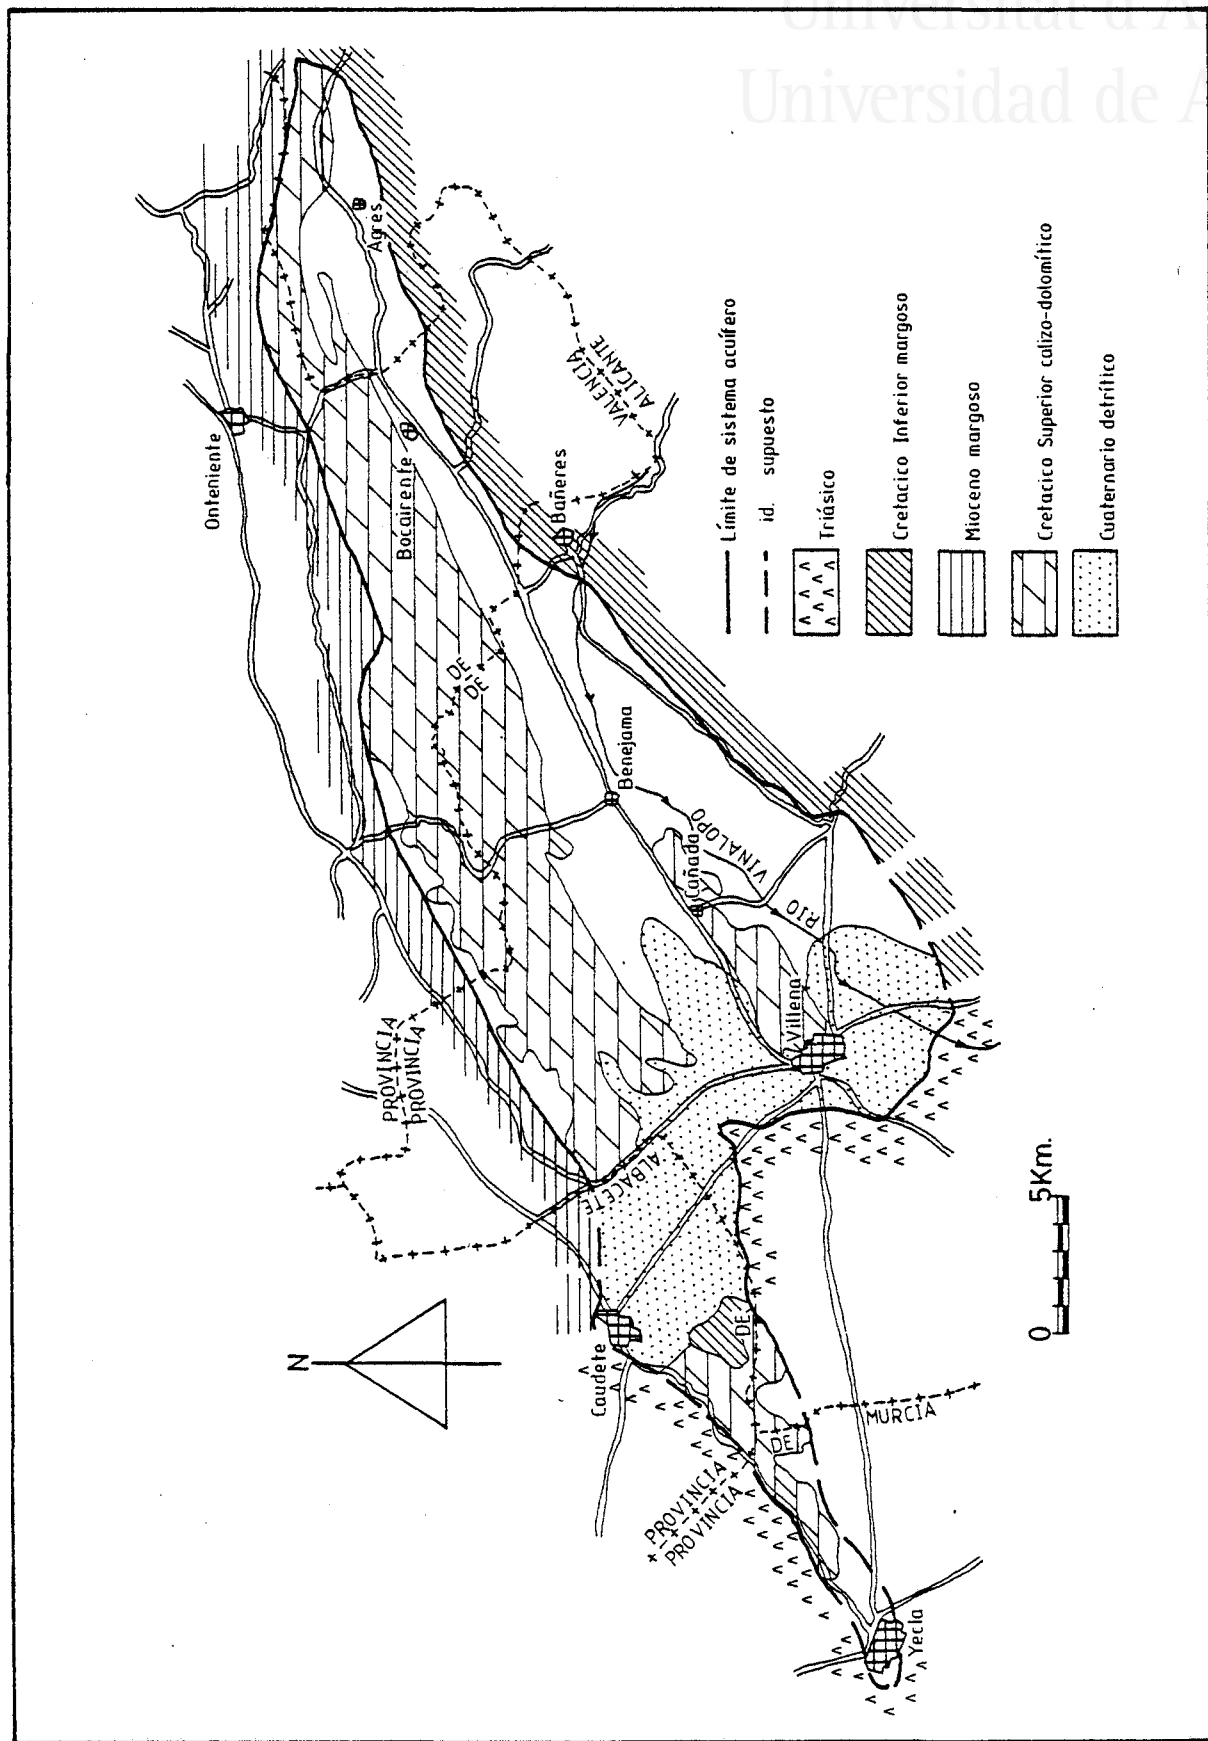 Universitat d'A
Universidad de A
N
Onteniente
Agres
Bocairente
VALENCIA
ALICANTE
Bañeres
DE
DE
Benejama
Cañada
RIO VINALOPO
Villena
PROVINCIA
PROVINCIA
ALBACETE
Caudete
DE
DE
MURCIA
PROVINCIA
PROVINCIA
Yecla
0 5Km.
Límite de sistema acuífero
id. supuesto
Triásico
Cretacico Inferior margoso
Mioceno margoso
Cretacico Superior calizo-dolomítico
Cuaternario detrítico